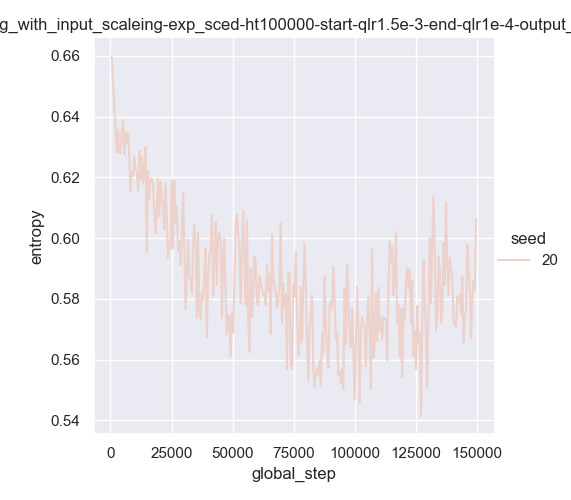 g_with_input_scaleing-exp_sced-ht100000-start-qlr1.5e-3-end-qlr1e-4-output_
0.66
0.64
0.62
0.60
0.58
0.56
0.54
entropy
0 25000 50000 75000 100000 125000 150000
global_step
seed
20